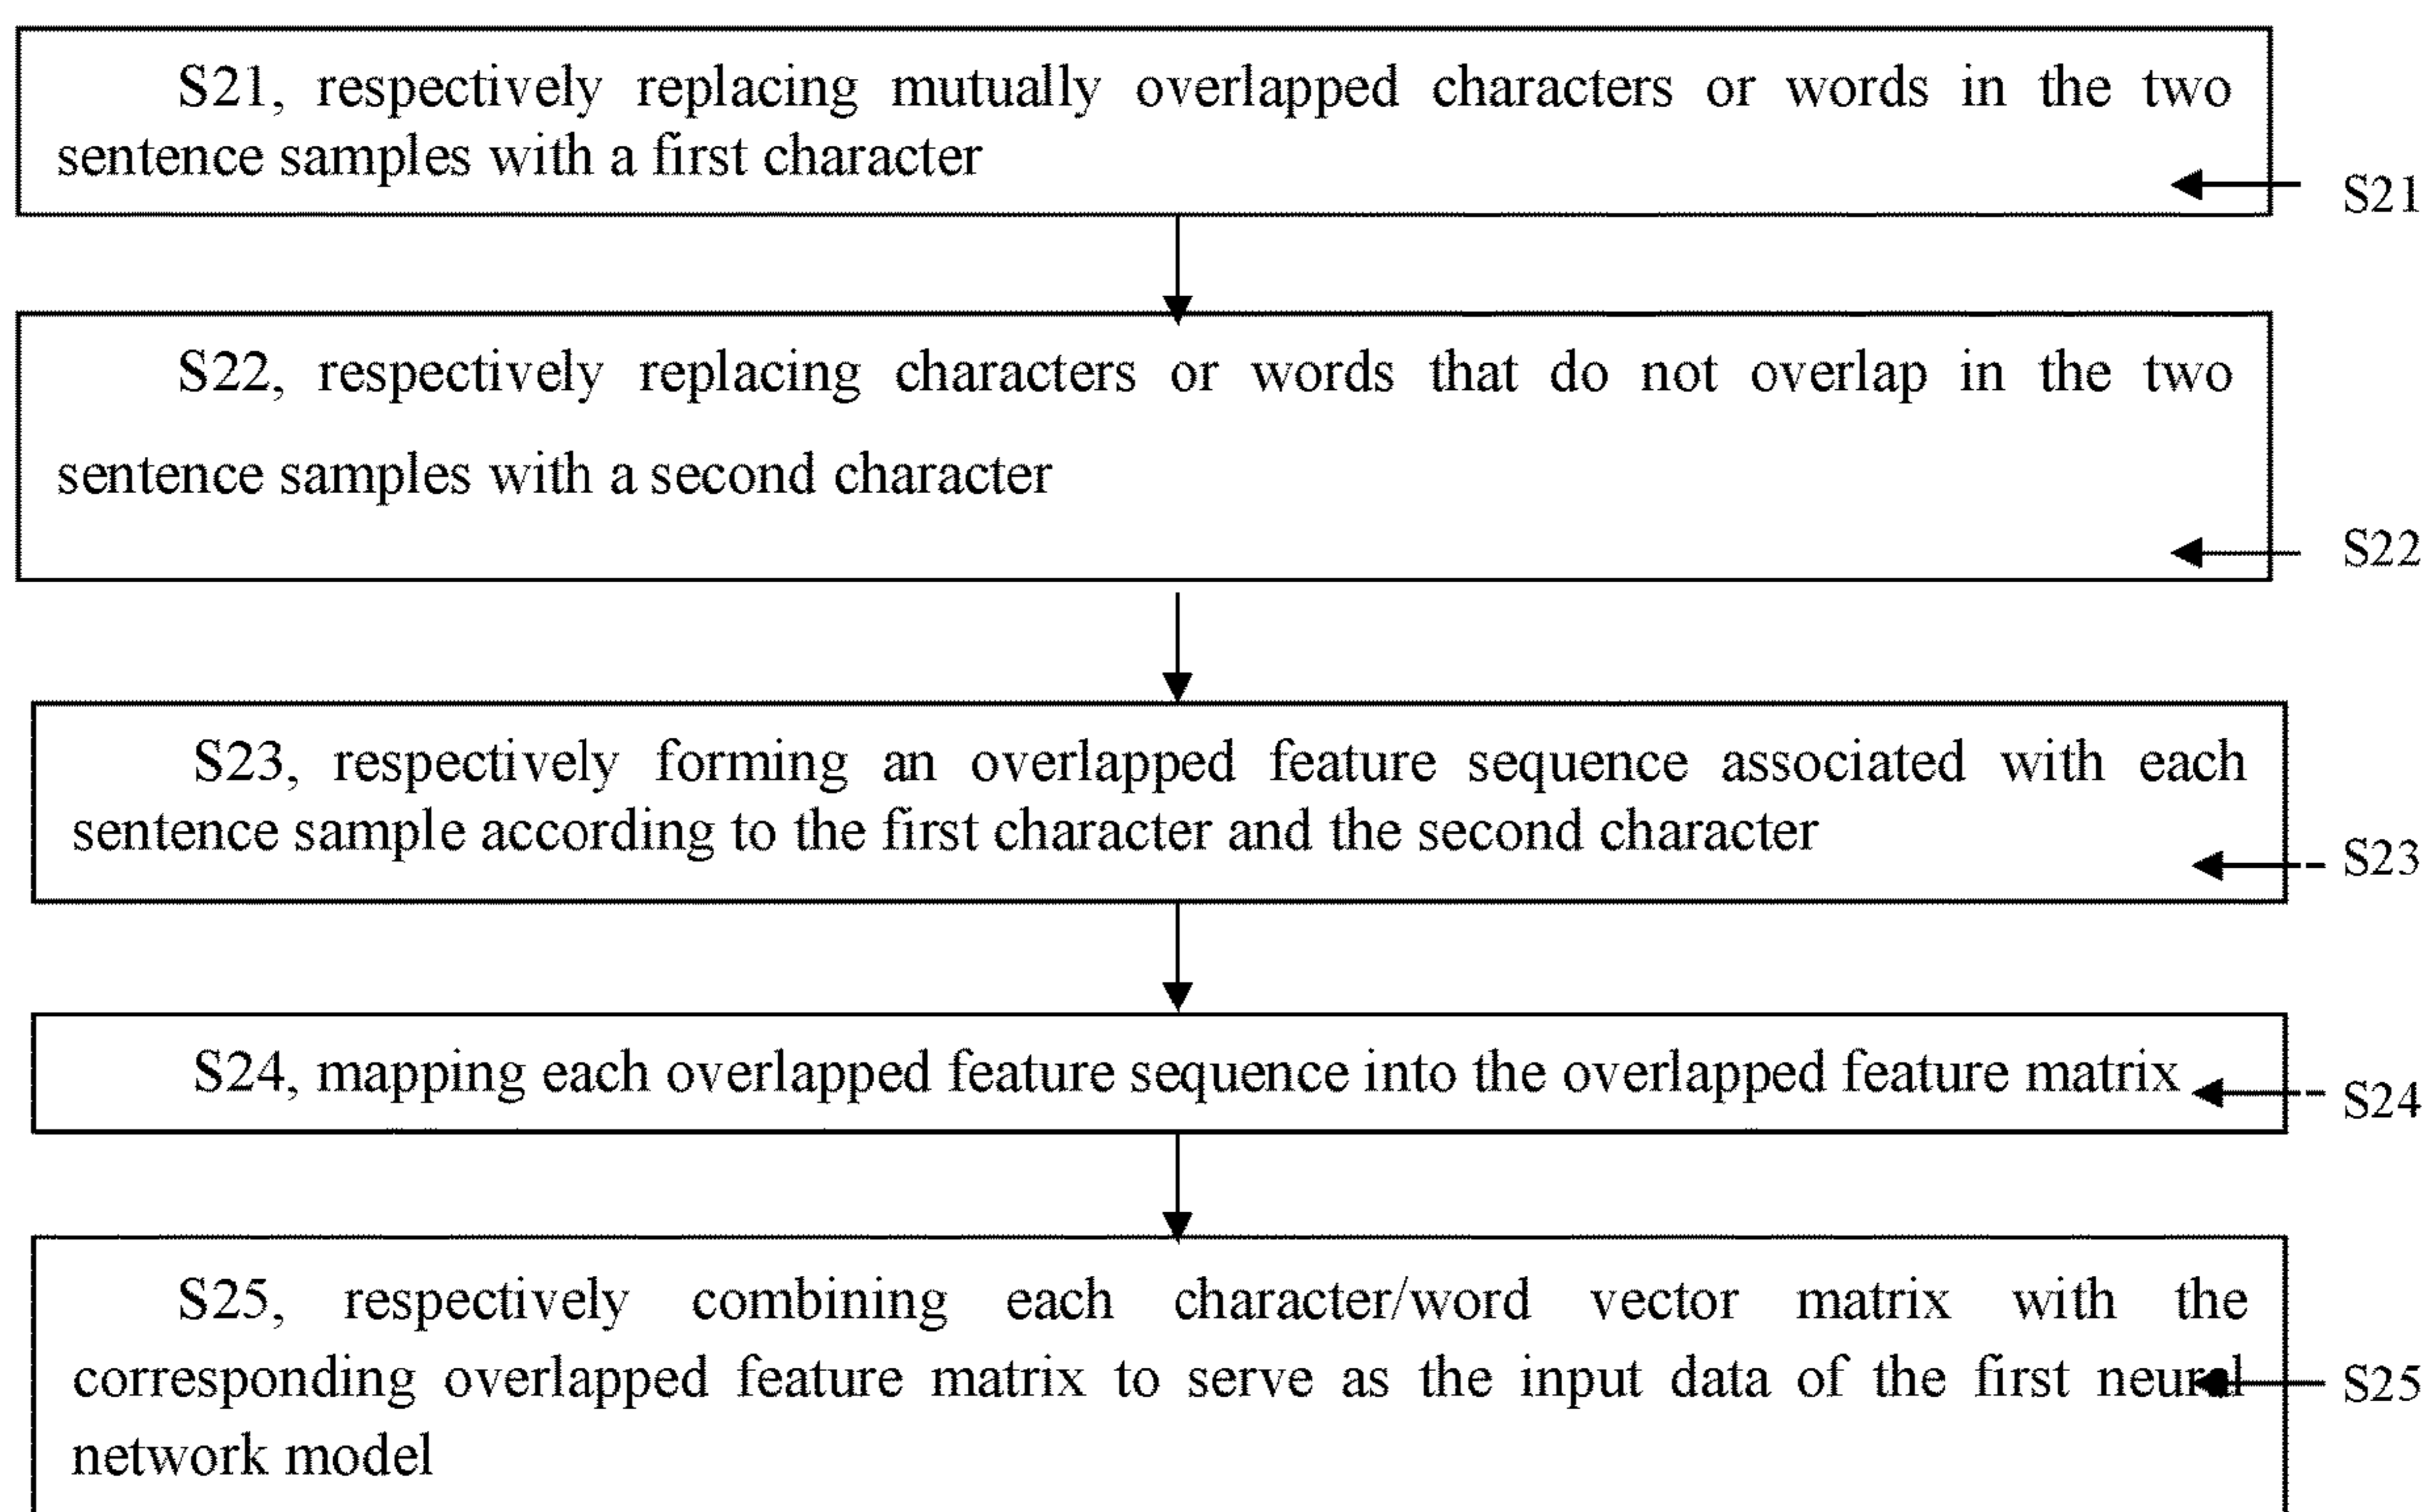 S21, respectively replacing mutually overlapped characters or words in the two
sentence samples with a first character
S21
S22, respectively replacing characters or words that do not overlap in the two
sentence samples with a second character
S22
S23, respectively forming an overlapped feature sequence associated with each
sentence sample according to the first character and the second character
S23
S24, mapping each overlapped feature sequence into the overlapped feature matrix
S24
S25, respectively combining each character/word vector matrix with the
corresponding overlapped feature matrix to serve as the input data of the first neural
S25
network model